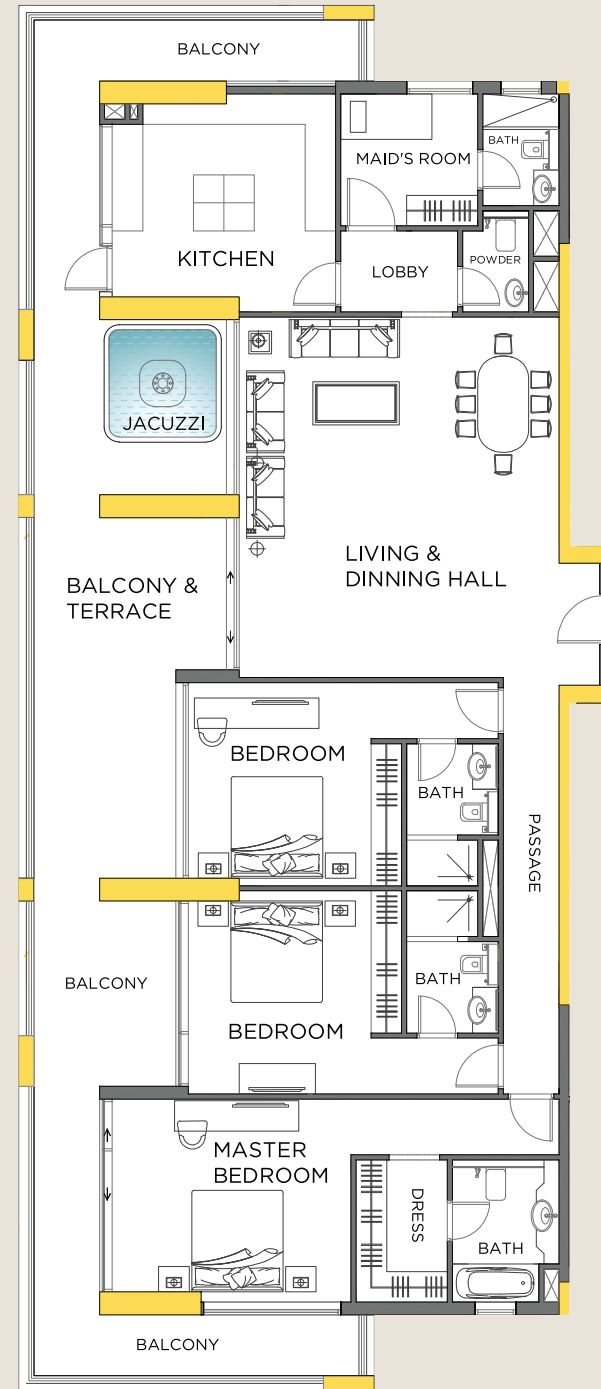 BALCONY
BATH
MAID'S ROOM
KITCHEN
LOBBY
POWDER
JACUZZI
LIVING &
DINNING HALL
BALCONY &
TERRACE
BEDROOM
BATH
PASSAGE
BALCONY
BATH
BEDROOM
MASTER
BEDROOM
DRESS
BATH
BALCONY